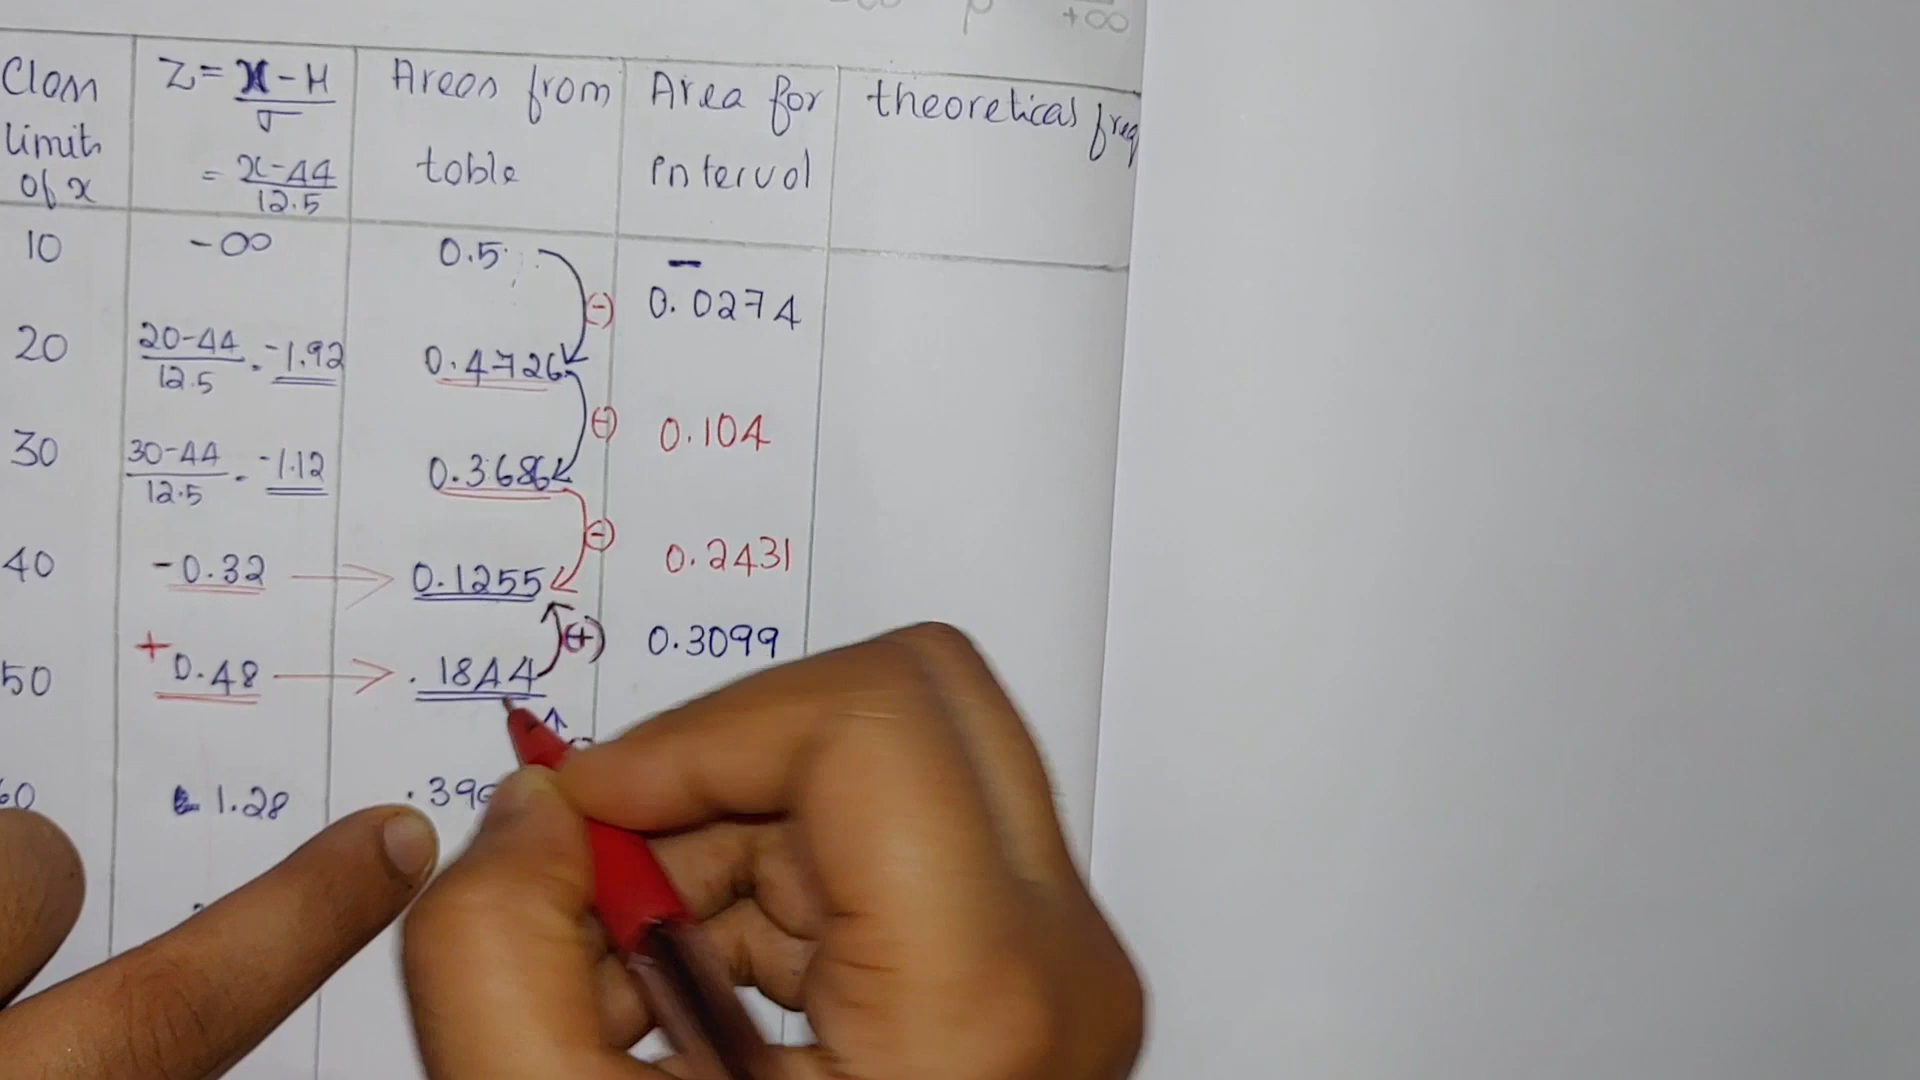 +∞
Class Z = x - μ / σ Areas from Area for theoretical freq
limits = x-44 / 12.5 table interval
of x
10 -∞ 0.5 -
(-) 0.0274
20 20-44 / 12.5 = -1.92 0.4726
(-) 0.104
30 30-44 / 12.5 = -1.12 0.3686
(-) 0.2431
40 -0.32 0.1255
(+) 0.3099
50 +0.48 .1844
60 1.28